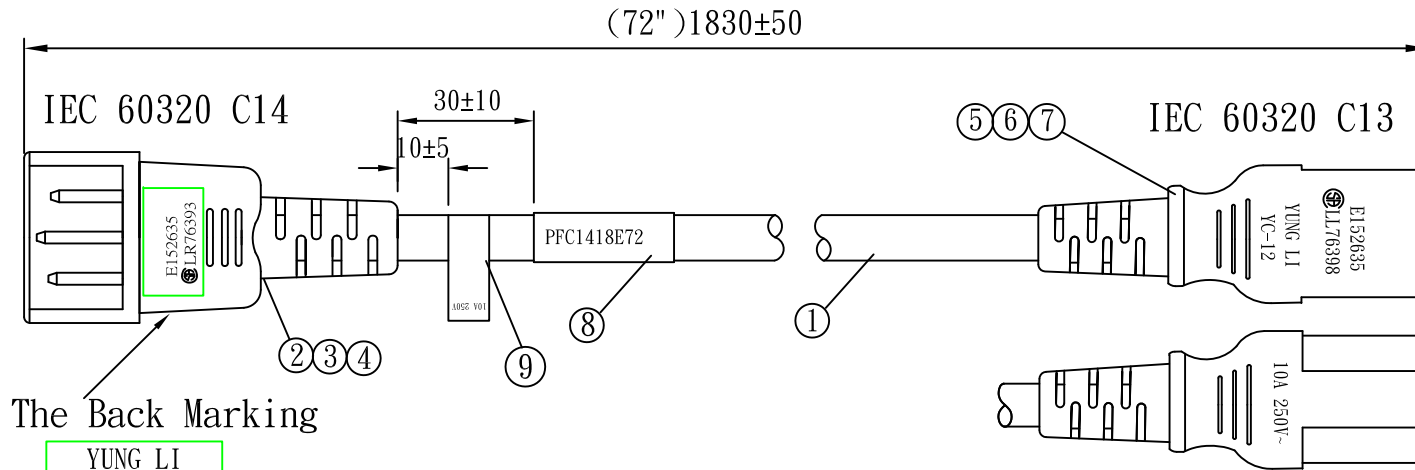 (72")1830±50
IEC 60320 C14
30±10
10±5
⑤⑥⑦
IEC 60320 C13
E152635
LR76393
PFC1418E72
10A 250V
YUNG LI
YC-12
E152635
LL76398
②③④
⑨
⑧
①
10A 250V~
The Back Marking
YUNG LI